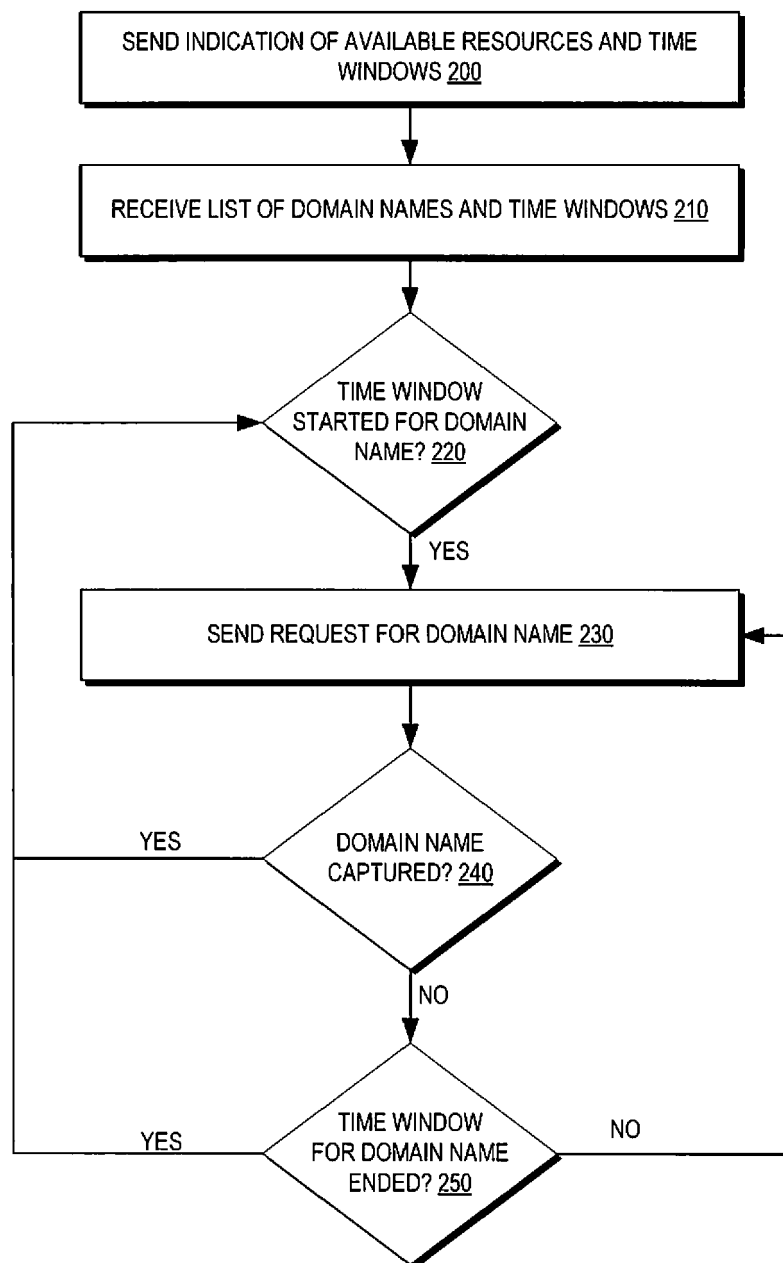 SEND INDICATION OF AVAILABLE RESOURCES AND TIME
WINDOWS 200
RECEIVE LIST OF DOMAIN NAMES AND TIME WINDOWS 210
TIME WINDOW
STARTED FOR DOMAIN
NAME? 220
YES
SEND REQUEST FOR DOMAIN NAME 230
YES
DOMAIN NAME
CAPTURED? 240
NO
YES
TIME WINDOW
FOR DOMAIN NAME
ENDED? 250
NO